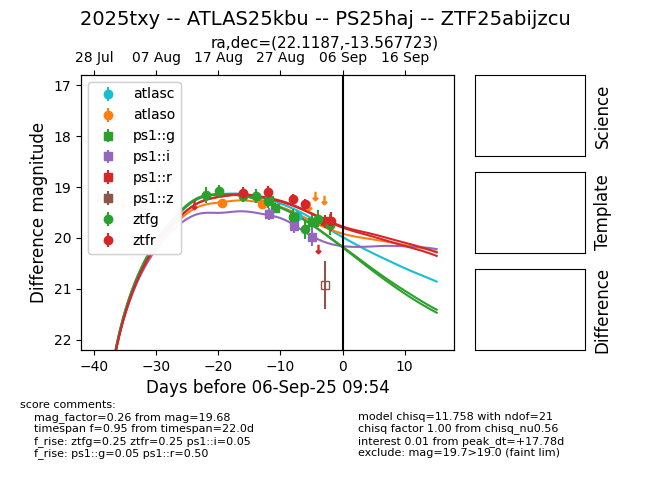 2025txy -- ATLAS25kbu -- PS25haj -- ZTF25abijzcu
ra,dec=(22.1187,-13.567723)
28 Jul 07 Aug 17 Aug 27 Aug 06 Sep 16 Sep
17
18
19
20
21
22
Difference magnitude
atlasc
atlaso
ps1::g
ps1::i
ps1::r
ps1::z
ztfg
ztfr
−40 −30 −20 −10 0 10
Days before 06-Sep-25 09:54
Science
Template
Difference
score comments:
mag_factor=0.26 from mag=19.68
timespan f=0.95 from timespan=22.0d
f_rise: ztfg=0.25 ztfr=0.25 ps1::i=0.05
f_rise: ps1::g=0.05 ps1::r=0.50
model chisq=11.758 with ndof=21
chisq factor 1.00 from chisq_nu0.56
interest 0.01 from peak_dt=+17.78d
exclude: mag=19.7>19.0 (faint lim)